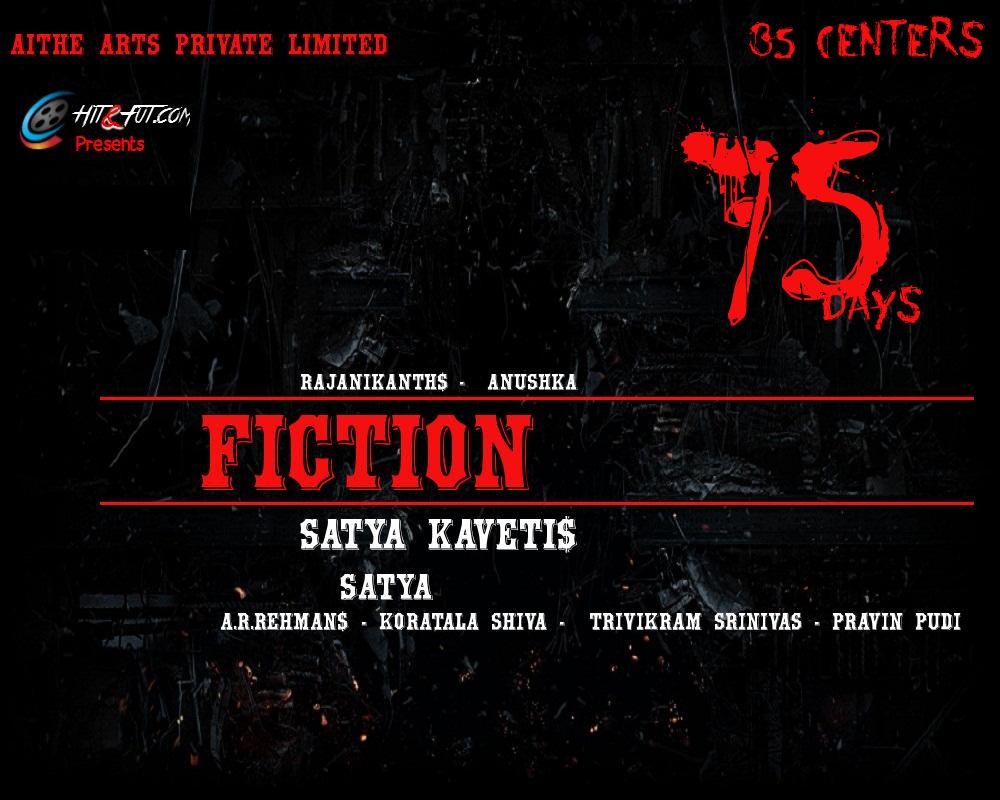 AITHE ARTS PRIVATE LIMITED
85 CENTERS
HIT&FUT.COM
Presents
75
DAYS
RAJANIKANTH$ - ANUSHKA
FICTION
SATYA KAVETI$
SATYA
A.R.REHMAN$ - KORATALA SHIVA - TRIVIKRAM SRINIVAS - PRAVIN PUDI